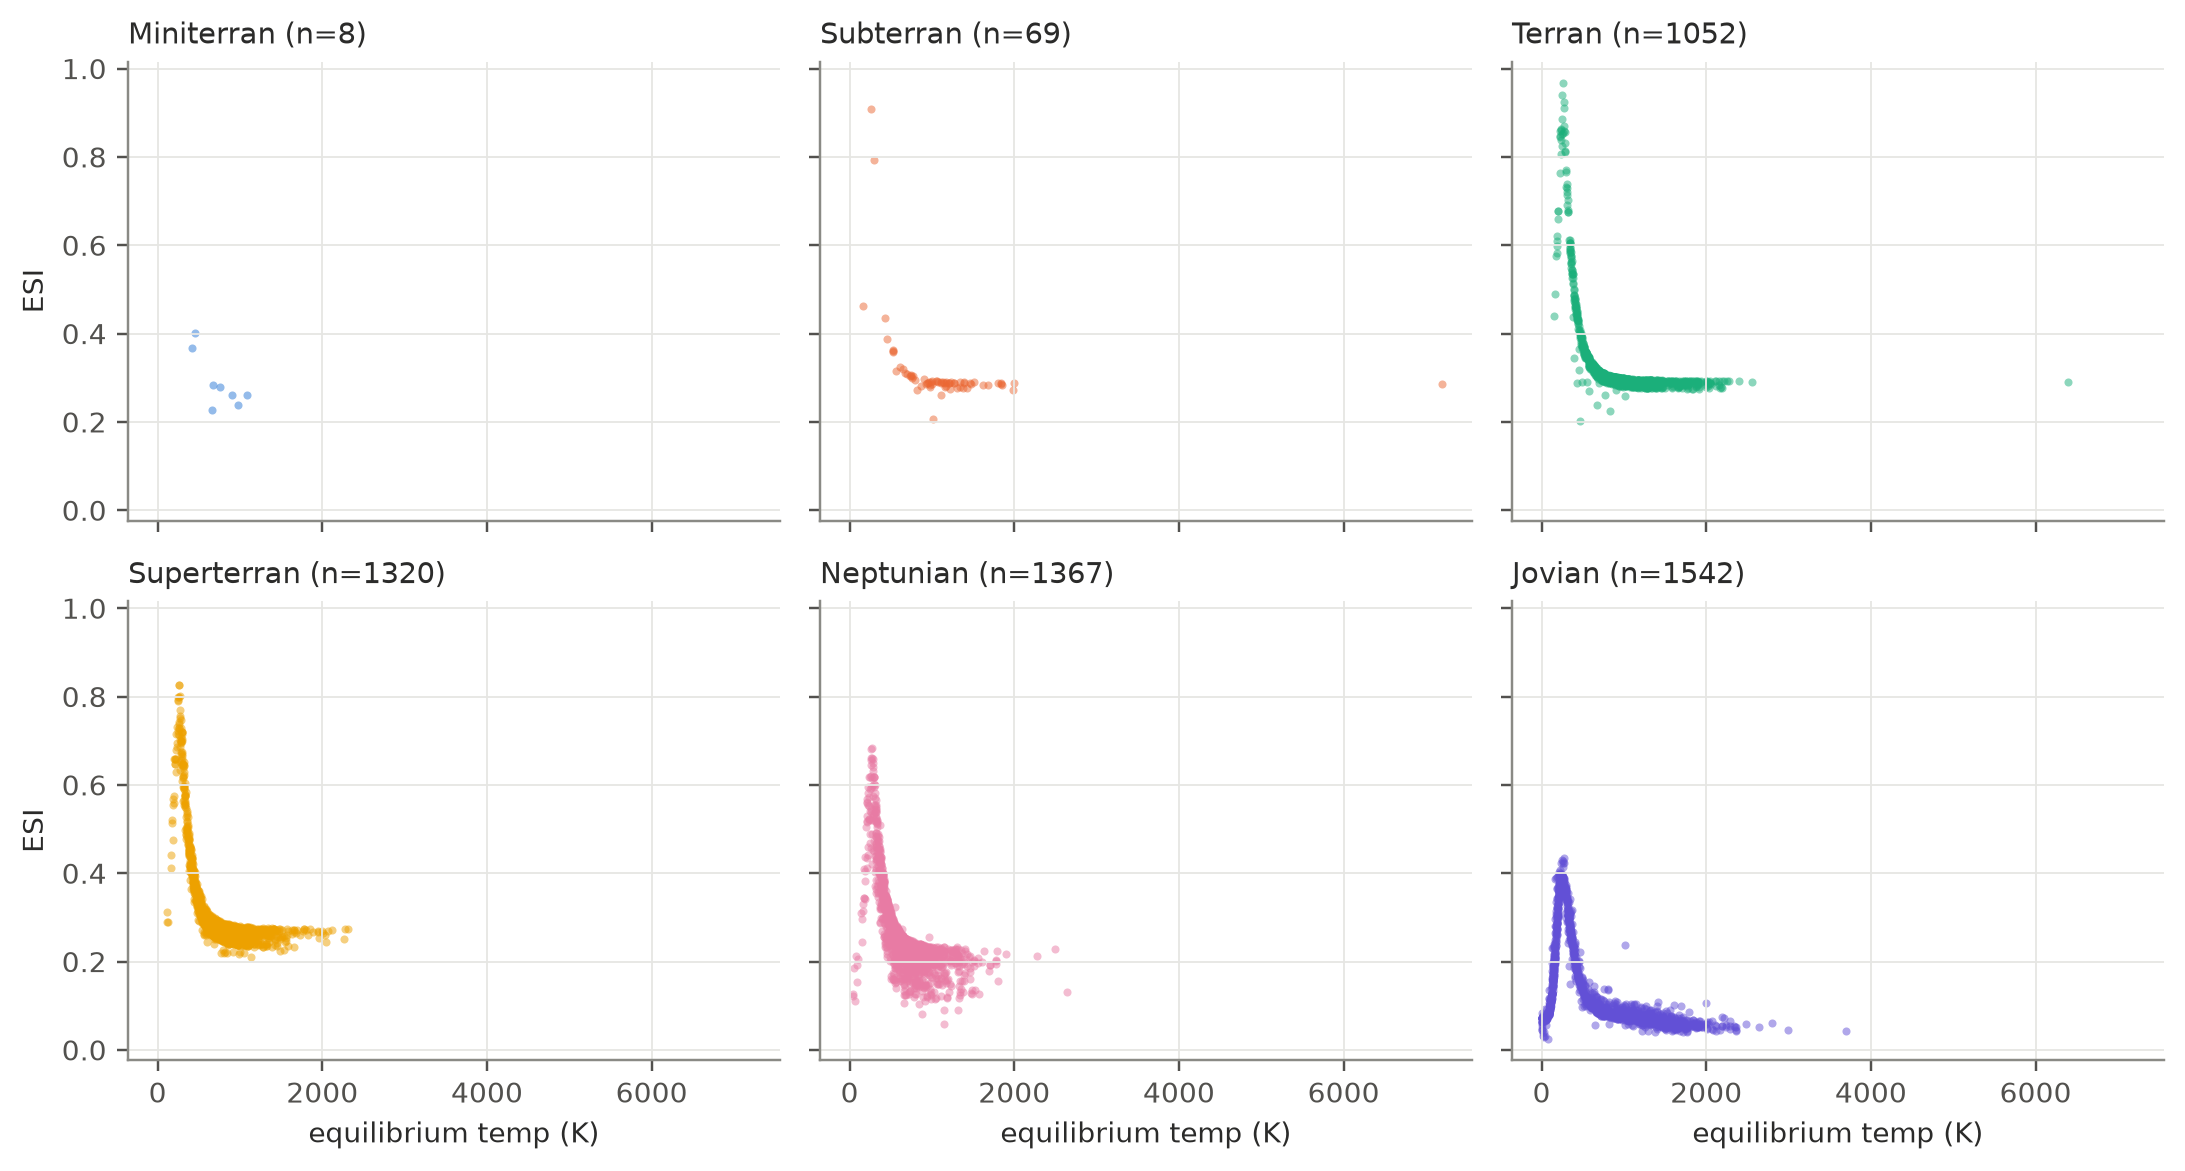 Miniterran (n=8)
Subterran (n=69)
Terran (n=1052)
1.0
0.8
0.6
0.4
0.2
0.0
ESI
Superterran (n=1320)
Neptunian (n=1367)
Jovian (n=1542)
1.0
0.8
0.6
0.4
0.2
0.0
ESI
0 2000 4000 6000
0 2000 4000 6000
0 2000 4000 6000
equilibrium temp (K)
equilibrium temp (K)
equilibrium temp (K)